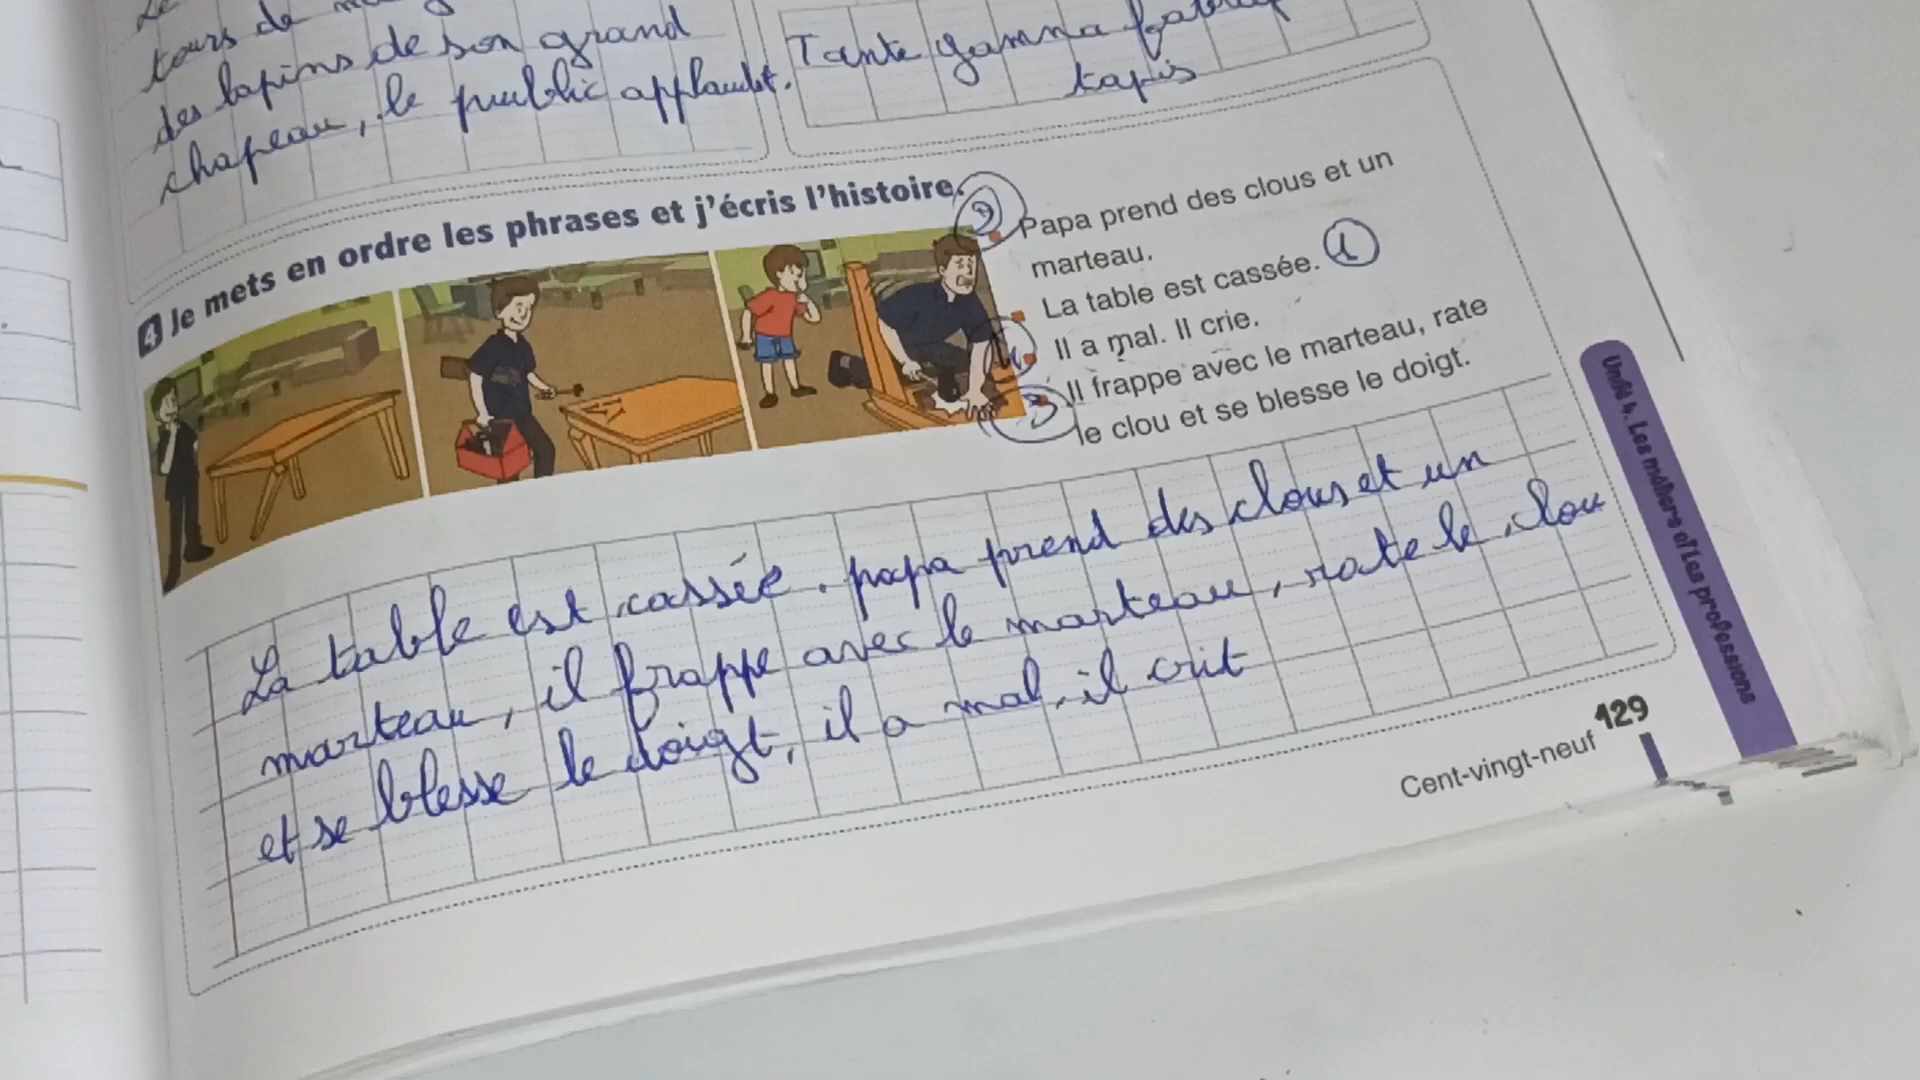 tours de
des lapins de son grand
chapeau, le public applaudit.
Tante gamma
tapis
4 Je mets en ordre les phrases et j'écris l'histoire.
2 Papa prend des clous et un
marteau.
La table est cassée. 1
4 Il a mal. Il crie.
3 Il frappe avec le marteau, rate
le clou et se blesse le doigt.
La table est cassée. papa prend des clous et un
marteau, il frappe avec le marteau, rate le clou
et se blesse le doigt, il a mal, il crit
Unité 4. Les métiers et Les professions
Cent-vingt-neuf 129